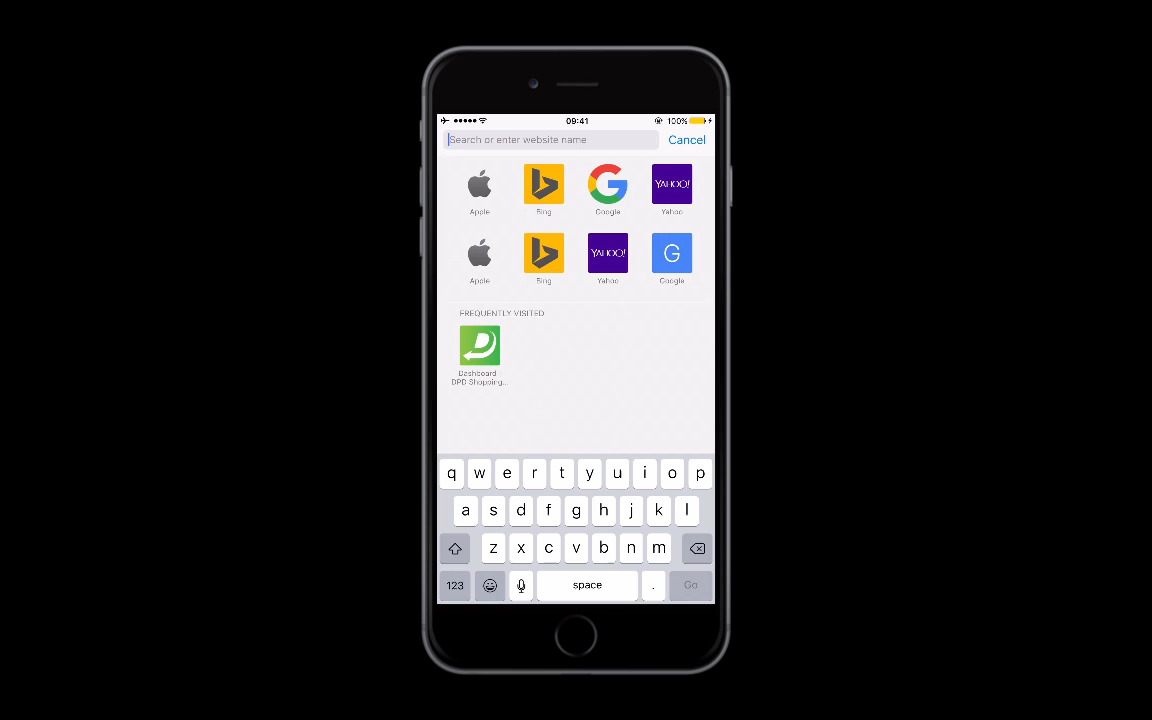 09:41 100%
Search or enter website name Cancel
YAHOO!
Apple Bing Google Yahoo
YAHOO! G
Apple Bing Yahoo Google
FREQUENTLY VISITED
Dashboard
DPD Shopping...
q w e r t y u i o p
a s d f g h j k l
z x c v b n m
123 space . Go